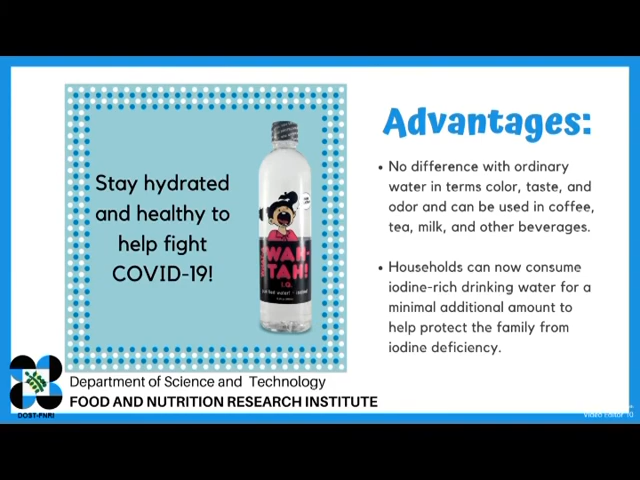 Advantages:
Stay hydrated
and healthy to
help fight
COVID-19!
WAH-
TAH!
I.Q.
• No difference with ordinary
water in terms color, taste, and
odor and can be used in coffee,
tea, milk, and other beverages.
• Households can now consume
iodine-rich drinking water for a
minimal additional amount to
help protect the family from
iodine deficiency.
Department of Science and Technology
FOOD AND NUTRITION RESEARCH INSTITUTE
DOST-FNRI
Video Editor 10